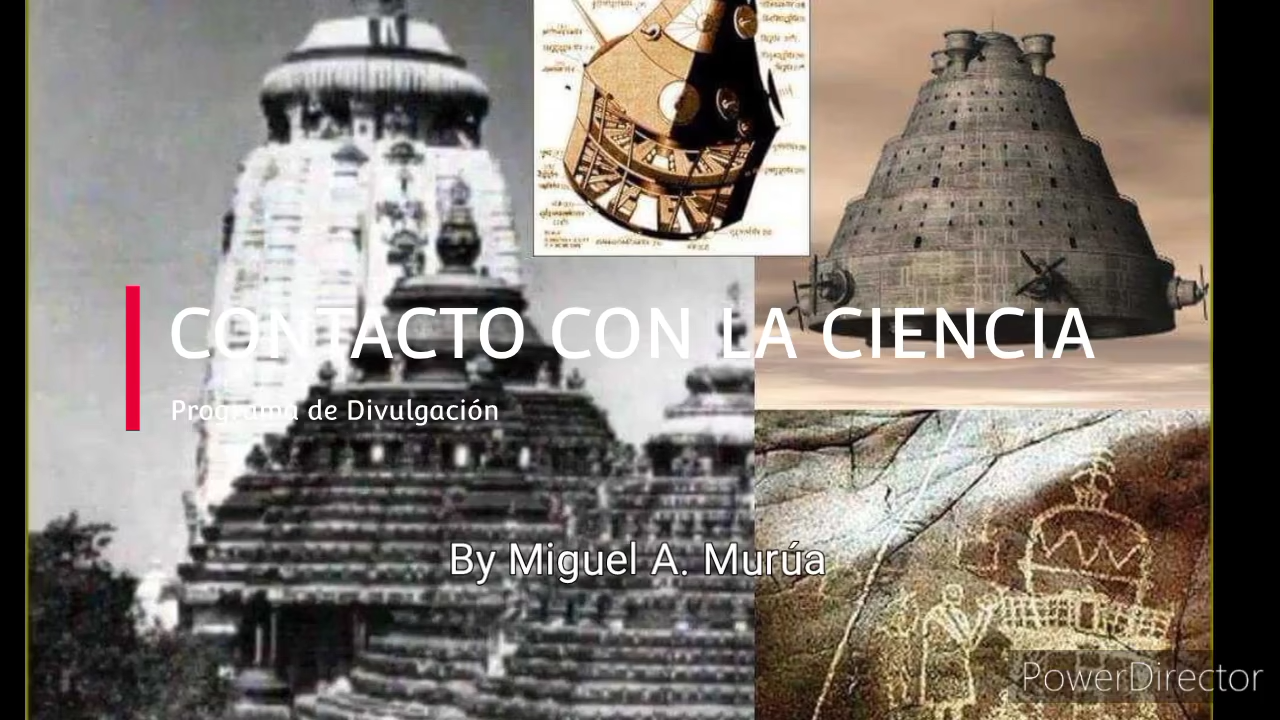 CONTACTO CON LA CIENCIA
Programa de Divulgación
By Miguel A. Murúa
PowerDirector